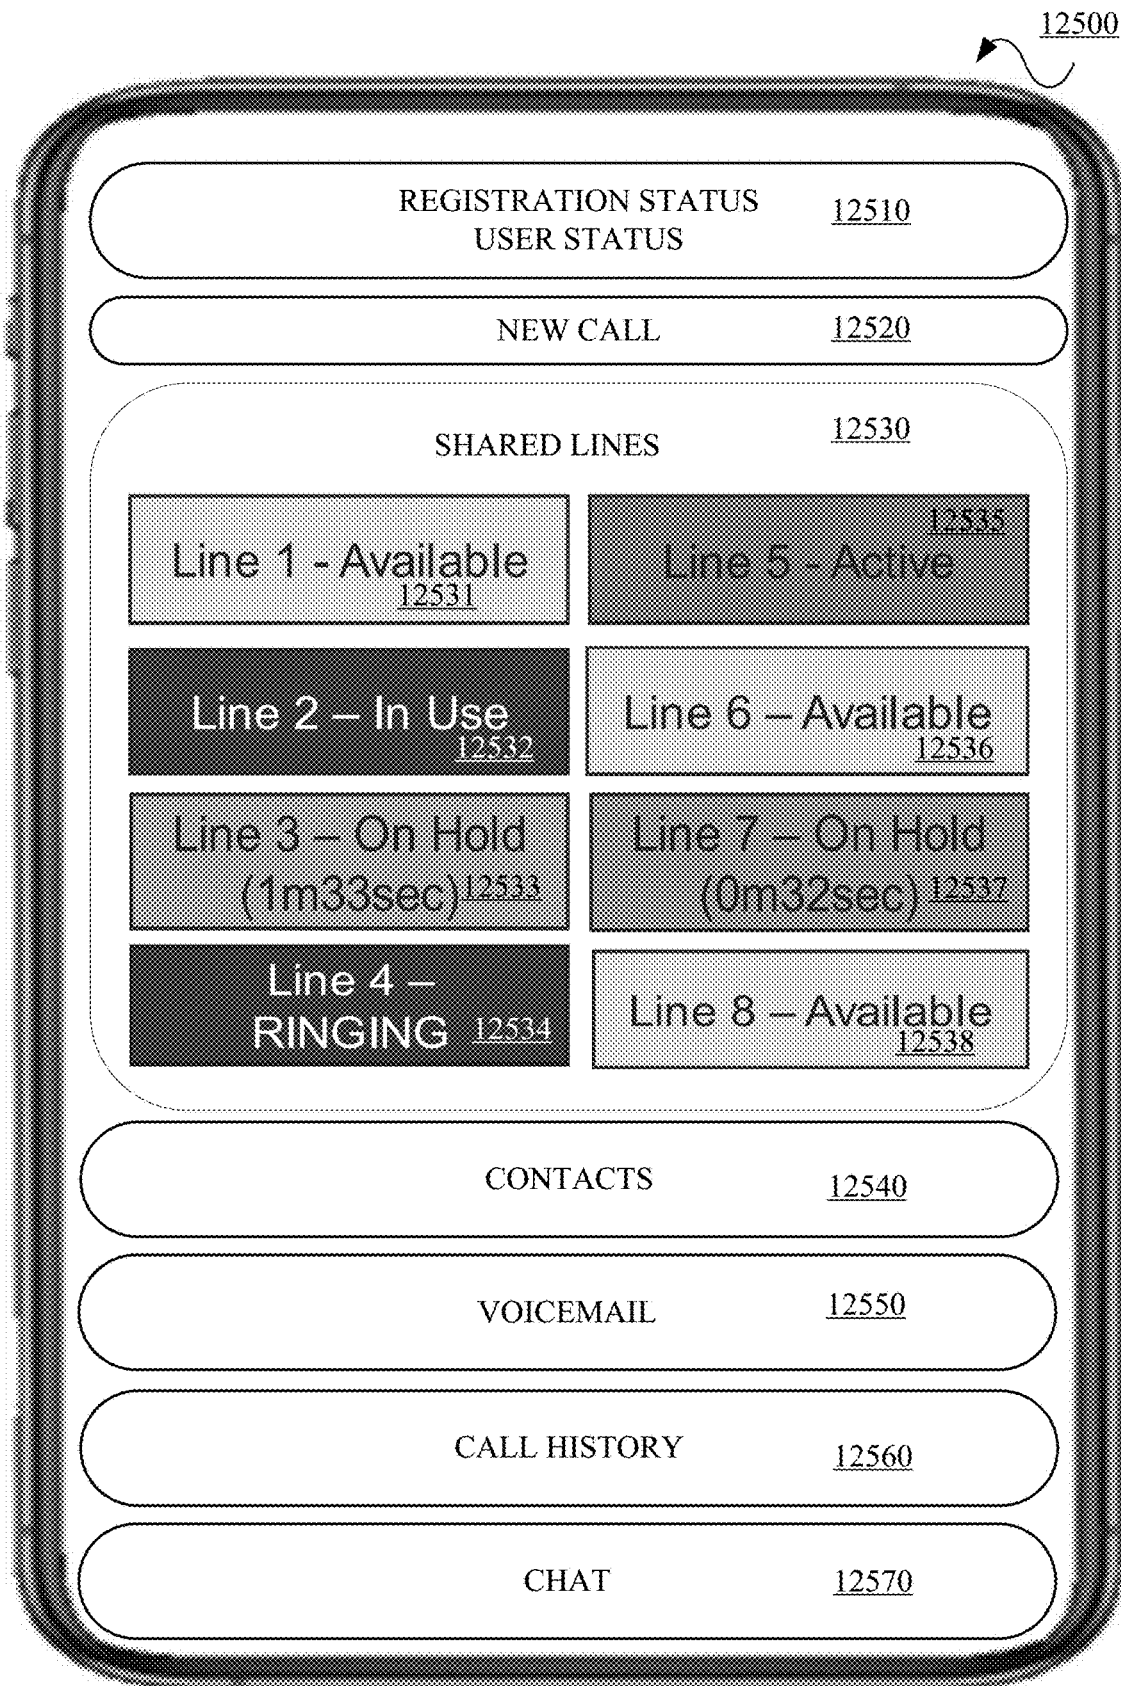 12500
REGISTRATION STATUS 12510
USER STATUS
NEW CALL 12520
SHARED LINES 12530
Line 1 - Available
12531
12535
Line 5 - Active
Line 2 – In Use
12532
Line 6 – Available
12536
Line 3 – On Hold
(1m33sec) 12533
Line 7 – On Hold
(0m32sec) 12537
Line 4 –
RINGING 12534
Line 8 – Available
12538
CONTACTS 12540
VOICEMAIL 12550
CALL HISTORY 12560
CHAT 12570